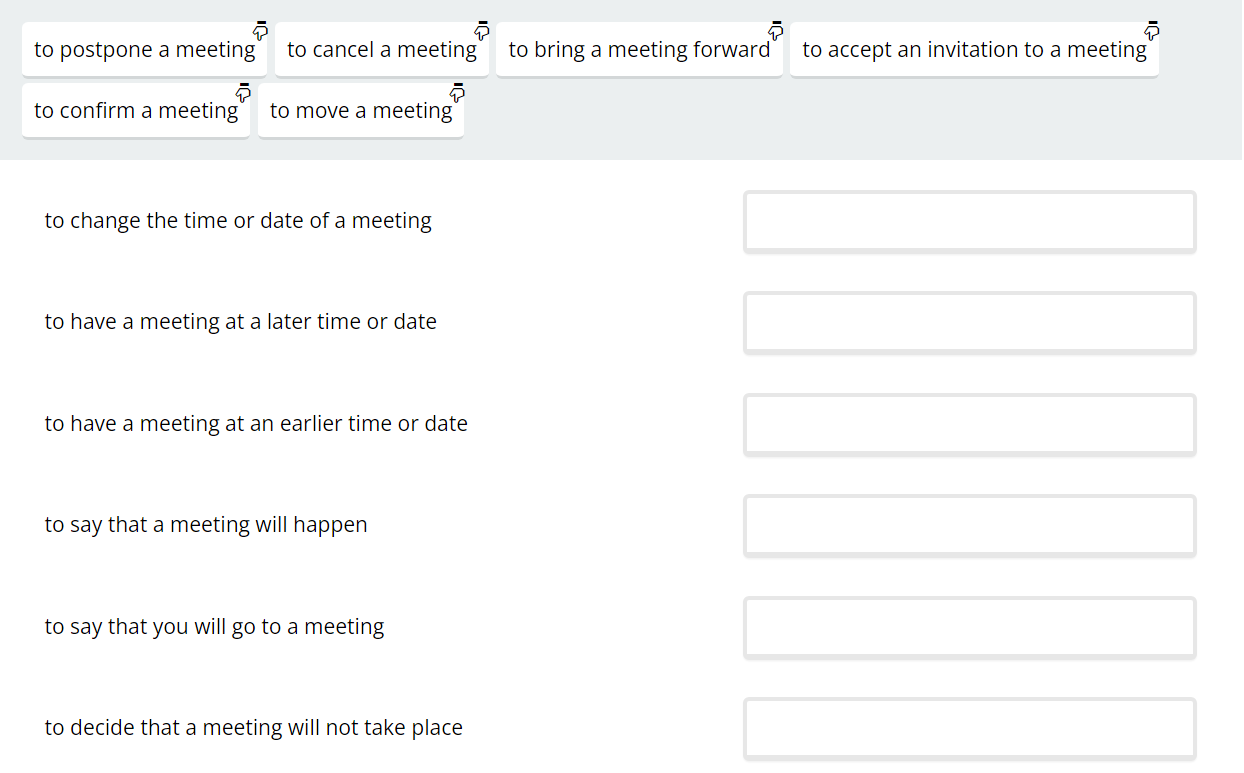 to postpone a meeting to cancel a meeting to bring a meeting forward to accept an invitation to a meeting
to confirm a meeting to move a meeting
to change the time or date of a meeting
to have a meeting at a later time or date
to have a meeting at an earlier time or date
to say that a meeting will happen
to say that you will go to a meeting
to decide that a meeting will not take place